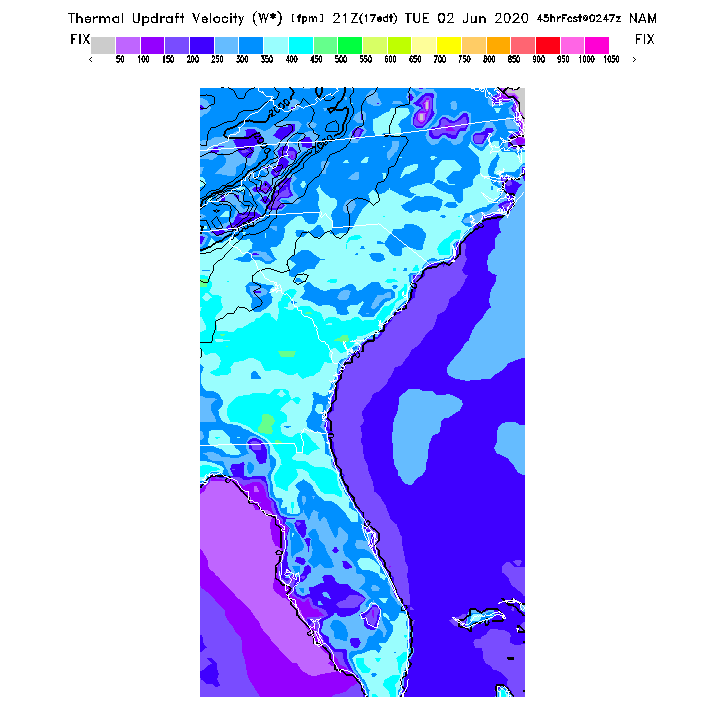 Thermal Updraft Velocity (W*) [fpm] 21Z(17edt) TUE 02 Jun 2020 45hrFcst@0247z NAM
FIX FIX
< 50 100 150 200 250 300 350 400 450 500 550 600 650 700 750 800 850 900 950 1000 1050 >